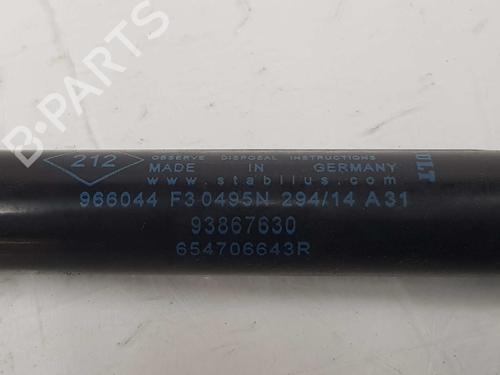 B-PARTS
212
OBSERVE DISPOSAL INSTRUCTIONS
MADE IN GERMANY
www.stabilus.com
966044 F3 0495N 294/14 A31
93867630
654706643R